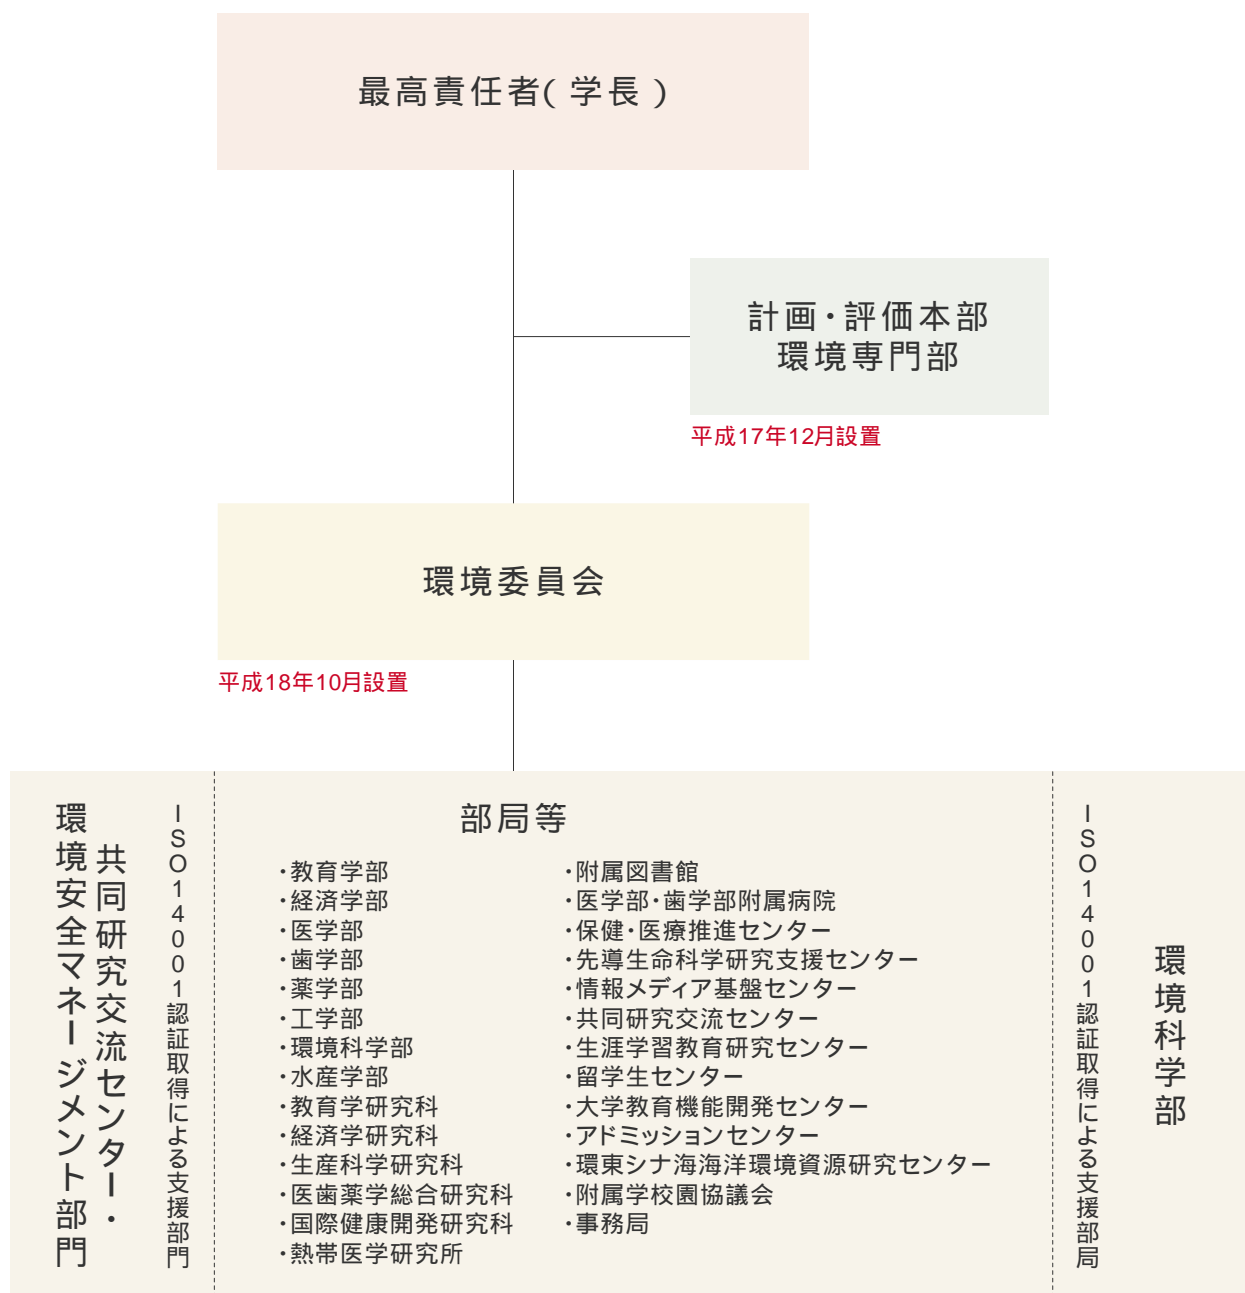 最高責任者(学長)
計画・評価本部
環境専門部
平成17年12月設置
環境委員会
平成18年10月設置
共同研究交流センター・
環境安全マネージメント部門
ISO14001認証取得による支援部門
部局等
・教育学部
・経済学部
・医学部
・歯学部
・薬学部
・工学部
・環境科学部
・水産学部
・教育学研究科
・経済学研究科
・生産科学研究科
・医歯薬学総合研究科
・国際健康開発研究科
・熱帯医学研究所
・附属図書館
・医学部・歯学部附属病院
・保健・医療推進センター
・先導生命科学研究支援センター
・情報メディア基盤センター
・共同研究交流センター
・生涯学習教育研究センター
・留学生センター
・大学教育機能開発センター
・アドミッションセンター
・環東シナ海海洋環境資源研究センター
・附属学校園協議会
・事務局
ISO14001認証取得による支援部局
環境科学部